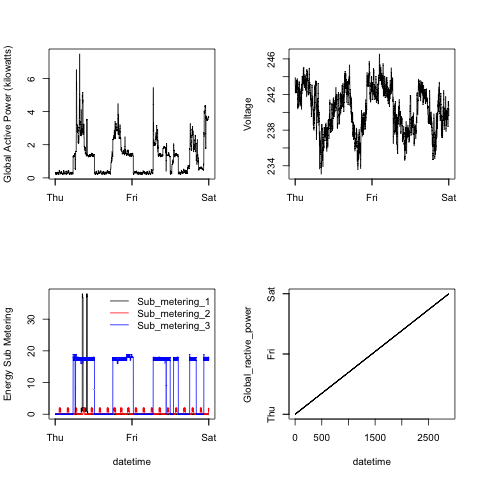 Global Active Power (kilowatts)
0 2 4 6
Thu Fri Sat
Voltage
234 238 242 246
Thu Fri Sat
Energy Sub Metering
0 10 20 30
Sub_metering_1
Sub_metering_2
Sub_metering_3
Thu Fri Sat
datetime
Global_ractive_power
Thu Fri Sat
0 500 1500 2500
datetime